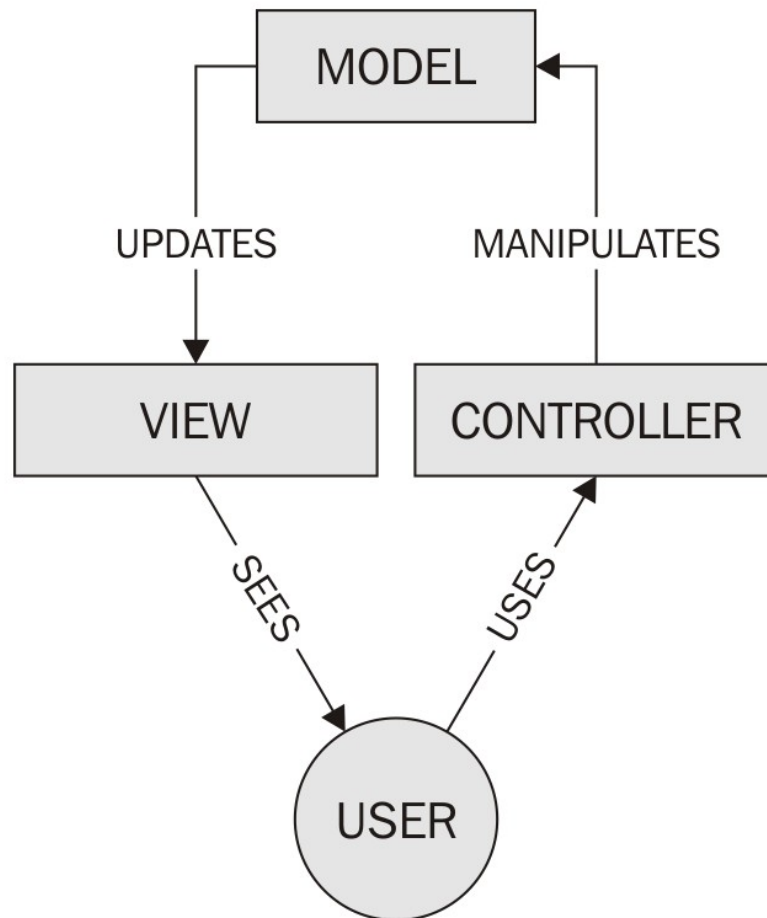 MODEL
UPDATES
MANIPULATES
VIEW
CONTROLLER
SEES
USES
USER